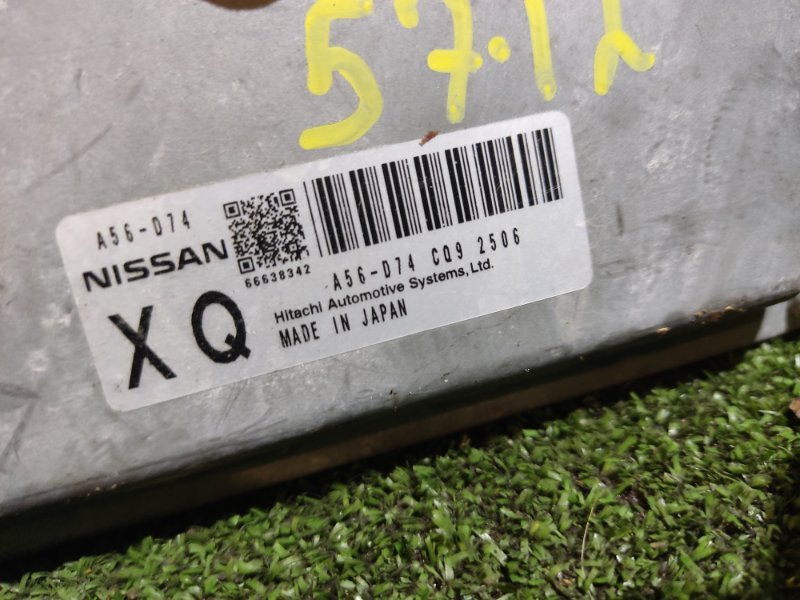 57.12
A56-D74
NISSAN
66638342
A56-D74 CQ9 2506
XQ
Hitachi Automotive Systems, Ltd.
MADE IN JAPAN